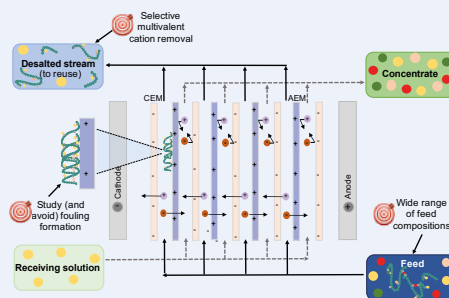 Selective
multivalent
cation removal
Desalted stream
(to reuse)
Concentrate
CEM
AEM
Cathode
Anode
Study (and
avoid) fouling
formation
Wide range
of feed
compositions
Receiving solution
Feed